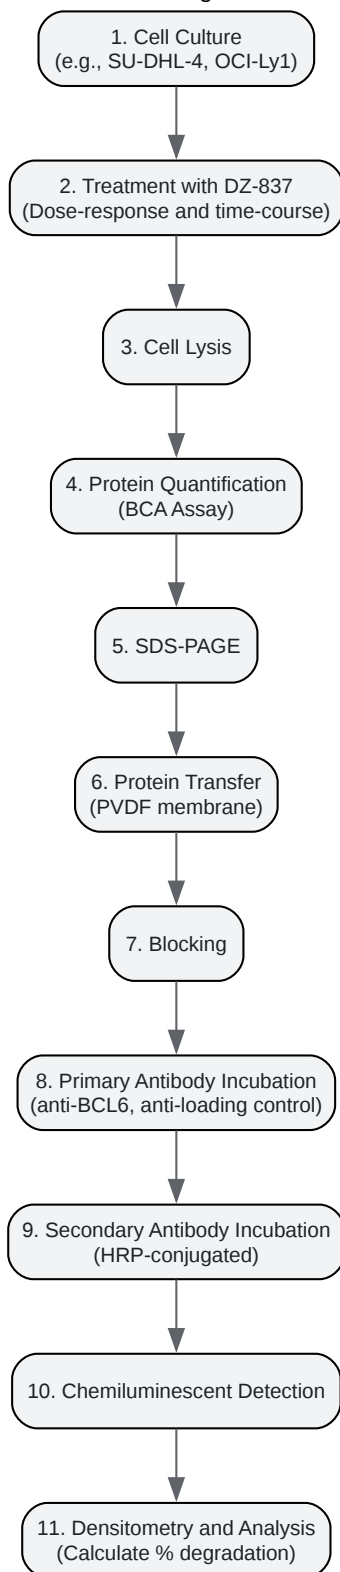 1. Cell Culture
(e.g., SU-DHL-4, OCI-Ly1)
2. Treatment with DZ-837
(Dose-response and time-course)
3. Cell Lysis
4. Protein Quantification
(BCA Assay)
5. SDS-PAGE
6. Protein Transfer
(PVDF membrane)
7. Blocking
8. Primary Antibody Incubation
(anti-BCL6, anti-loading control)
9. Secondary Antibody Incubation
(HRP-conjugated)
10. Chemiluminescent Detection
11. Densitometry and Analysis
(Calculate % degradation)